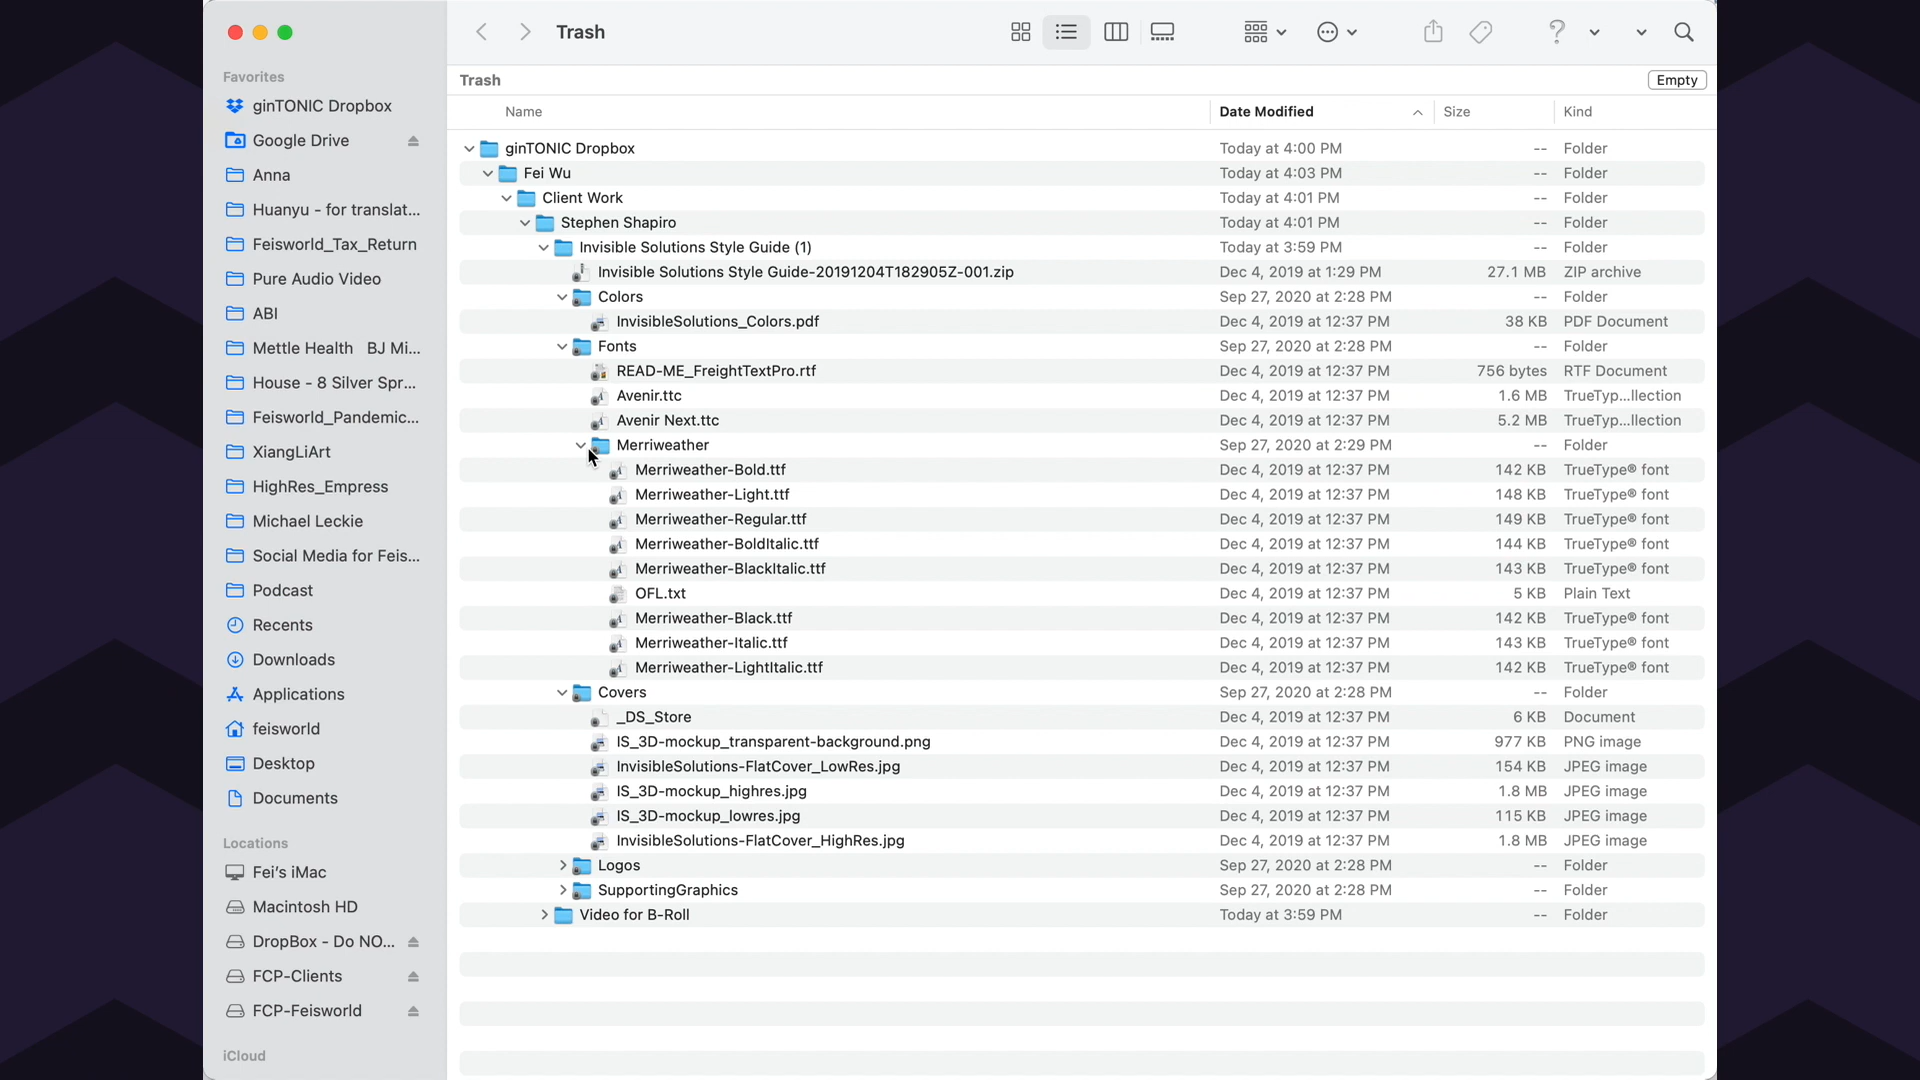 Trash
Trash
Empty
Favorites
ginTONIC Dropbox
Google Drive
Anna
Huanyu - for translat...
Feisworld_Tax_Return
Pure Audio Video
ABI
Mettle Health   BJ Mi...
House - 8 Silver Spr...
Feisworld_Pandemic...
XiangLiArt
HighRes_Empress
Michael Leckie
Social Media for Feis...
Podcast
Recents
Downloads
Applications
feisworld
Desktop
Documents
Locations
Fei's iMac
Macintosh HD
DropBox - Do NO...
FCP-Clients
FCP-Feisworld
iCloud
Name Date Modified Size Kind
ginTONIC Dropbox Today at 4:00 PM -- Folder
Fei Wu Today at 4:03 PM -- Folder
Client Work Today at 4:01 PM -- Folder
Stephen Shapiro Today at 4:01 PM -- Folder
Invisible Solutions Style Guide (1) Today at 3:59 PM -- Folder
Invisible Solutions Style Guide-20191204T182905Z-001.zip Dec 4, 2019 at 1:29 PM 27.1 MB ZIP archive
Colors Sep 27, 2020 at 2:28 PM -- Folder
InvisibleSolutions_Colors.pdf Dec 4, 2019 at 12:37 PM 38 KB PDF Document
Fonts Sep 27, 2020 at 2:28 PM -- Folder
READ-ME_FreightTextPro.rtf Dec 4, 2019 at 12:37 PM 756 bytes RTF Document
Avenir.ttc Dec 4, 2019 at 12:37 PM 1.6 MB TrueTyp...llection
Avenir Next.ttc Dec 4, 2019 at 12:37 PM 5.2 MB TrueTyp...llection
Merriweather Sep 27, 2020 at 2:29 PM -- Folder
Merriweather-Bold.ttf Dec 4, 2019 at 12:37 PM 142 KB TrueType® font
Merriweather-Light.ttf Dec 4, 2019 at 12:37 PM 148 KB TrueType® font
Merriweather-Regular.ttf Dec 4, 2019 at 12:37 PM 149 KB TrueType® font
Merriweather-BoldItalic.ttf Dec 4, 2019 at 12:37 PM 144 KB TrueType® font
Merriweather-BlackItalic.ttf Dec 4, 2019 at 12:37 PM 143 KB TrueType® font
OFL.txt Dec 4, 2019 at 12:37 PM 5 KB Plain Text
Merriweather-Black.ttf Dec 4, 2019 at 12:37 PM 142 KB TrueType® font
Merriweather-Italic.ttf Dec 4, 2019 at 12:37 PM 143 KB TrueType® font
Merriweather-LightItalic.ttf Dec 4, 2019 at 12:37 PM 142 KB TrueType® font
Covers Sep 27, 2020 at 2:28 PM -- Folder
_DS_Store Dec 4, 2019 at 12:37 PM 6 KB Document
IS_3D-mockup_transparent-background.png Dec 4, 2019 at 12:37 PM 977 KB PNG image
InvisibleSolutions-FlatCover_LowRes.jpg Dec 4, 2019 at 12:37 PM 154 KB JPEG image
IS_3D-mockup_highres.jpg Dec 4, 2019 at 12:37 PM 1.8 MB JPEG image
IS_3D-mockup_lowres.jpg Dec 4, 2019 at 12:37 PM 115 KB JPEG image
InvisibleSolutions-FlatCover_HighRes.jpg Dec 4, 2019 at 12:37 PM 1.8 MB JPEG image
Logos Sep 27, 2020 at 2:28 PM -- Folder
SupportingGraphics Sep 27, 2020 at 2:28 PM -- Folder
Video for B-Roll Today at 3:59 PM -- Folder